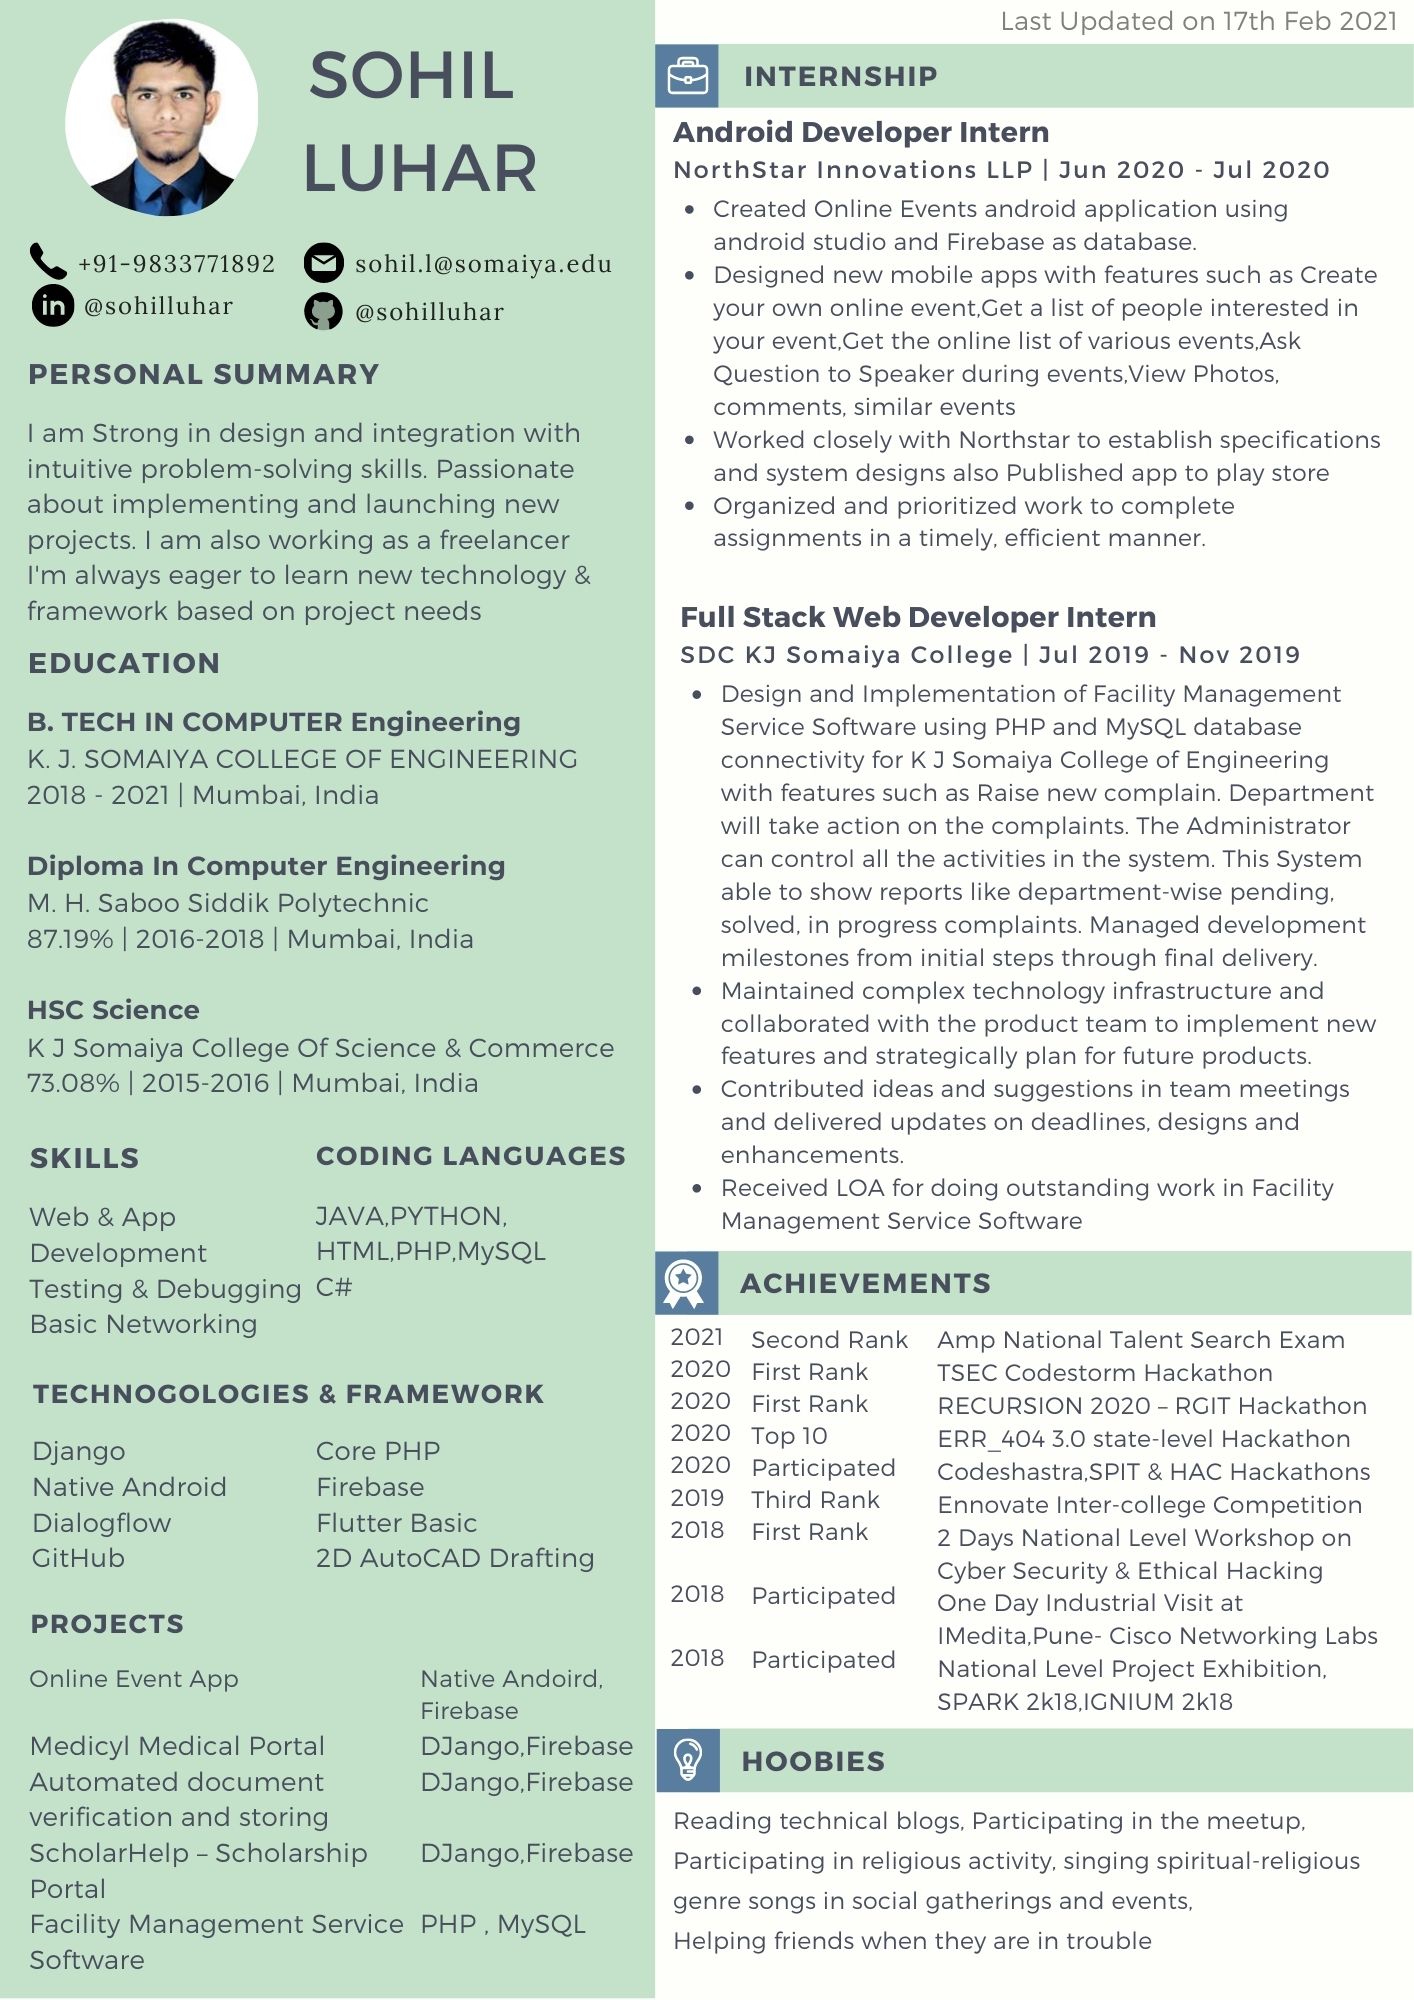 SOHIL
LUHAR
+91-9833771892
sohil.l@somaiya.edu
in @sohilluhar
@sohilluhar
PERSONAL SUMMARY
I am Strong in design and integration with
intuitive problem-solving skills. Passionate
about implementing and launching new
projects. I am also working as a freelancer
I'm always eager to learn new technology &
framework based on project needs
EDUCATION
B. TECH IN COMPUTER Engineering
K. J. SOMAIYA COLLEGE OF ENGINEERING
2018 - 2021 | Mumbai, India
Diploma In Computer Engineering
M. H. Saboo Siddik Polytechnic
87.19% | 2016-2018 | Mumbai, India
HSC Science
K J Somaiya College Of Science & Commerce
73.08% | 2015-2016 | Mumbai, India
SKILLS
Web & App
Development
Testing & Debugging
Basic Networking
CODING LANGUAGES
JAVA,PYTHON,
HTML,PHP,MySQL
C#
TECHNOGOLOGIES & FRAMEWORK
Django
Native Android
Dialogflow
GitHub
Core PHP
Firebase
Flutter Basic
2D AutoCAD Drafting
PROJECTS
Online Event App Native Andoird,
Firebase
Medicyl Medical Portal DJango,Firebase
Automated document DJango,Firebase
verification and storing
ScholarHelp – Scholarship DJango,Firebase
Portal
Facility Management Service PHP , MySQL
Software
Last Updated on 17th Feb 2021
INTERNSHIP
Android Developer Intern
NorthStar Innovations LLP | Jun 2020 - Jul 2020
• Created Online Events android application using
android studio and Firebase as database.
• Designed new mobile apps with features such as Create
your own online event,Get a list of people interested in
your event,Get the online list of various events,Ask
Question to Speaker during events,View Photos,
comments, similar events
• Worked closely with Northstar to establish specifications
and system designs also Published app to play store
• Organized and prioritized work to complete
assignments in a timely, efficient manner.
Full Stack Web Developer Intern
SDC KJ Somaiya College | Jul 2019 - Nov 2019
• Design and Implementation of Facility Management
Service Software using PHP and MySQL database
connectivity for K J Somaiya College of Engineering
with features such as Raise new complain. Department
will take action on the complaints. The Administrator
can control all the activities in the system. This System
able to show reports like department-wise pending,
solved, in progress complaints. Managed development
milestones from initial steps through final delivery.
• Maintained complex technology infrastructure and
collaborated with the product team to implement new
features and strategically plan for future products.
• Contributed ideas and suggestions in team meetings
and delivered updates on deadlines, designs and
enhancements.
• Received LOA for doing outstanding work in Facility
Management Service Software
ACHIEVEMENTS
2021 Second Rank Amp National Talent Search Exam
2020 First Rank TSEC Codestorm Hackathon
2020 First Rank RECURSION 2020 – RGIT Hackathon
2020 Top 10 ERR_404 3.0 state-level Hackathon
2020 Participated Codeshastra,SPIT & HAC Hackathons
2019 Third Rank Ennovate Inter-college Competition
2018 First Rank 2 Days National Level Workshop on
Cyber Security & Ethical Hacking
2018 Participated One Day Industrial Visit at
IMedita,Pune- Cisco Networking Labs
2018 Participated National Level Project Exhibition,
SPARK 2k18,IGNIUM 2k18
HOOBIES
Reading technical blogs, Participating in the meetup,
Participating in religious activity, singing spiritual-religious
genre songs in social gatherings and events,
Helping friends when they are in trouble